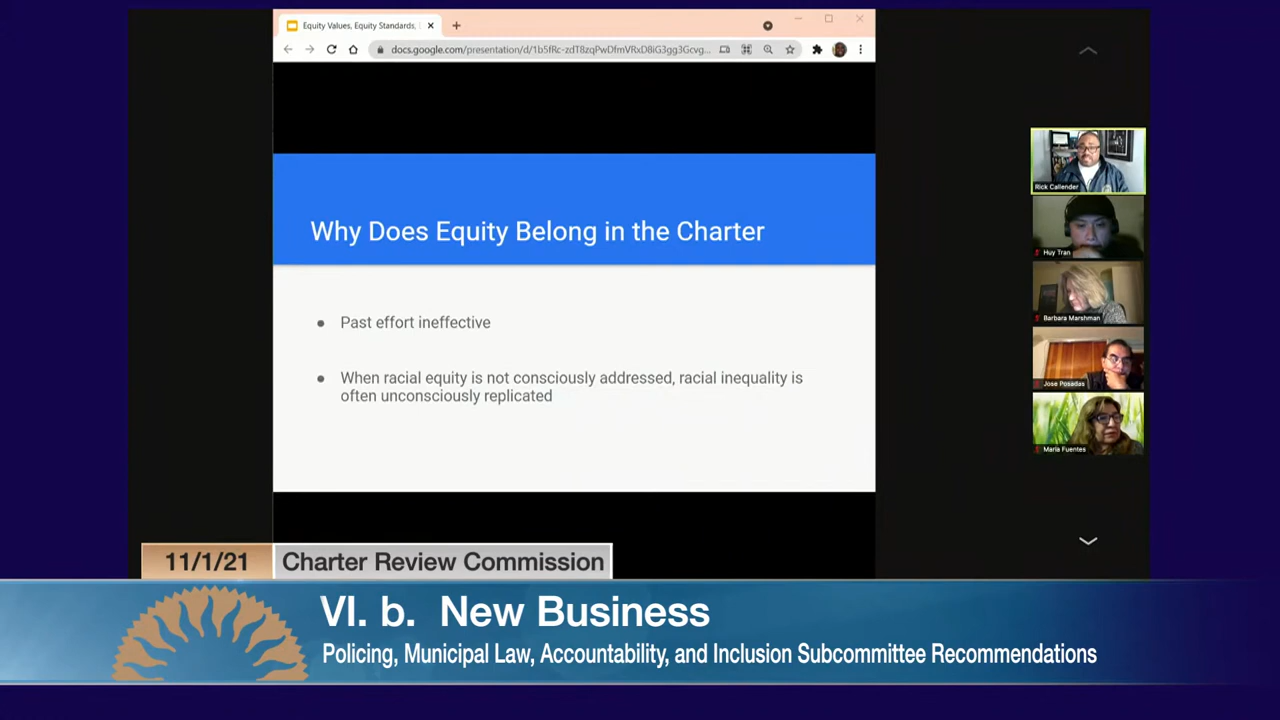 Equity Values, Equity Standards,
docs.google.com/presentation/d/1b5fRc-zdT8zqPwDfmVRxD8iG3gg3Gcvg...
Why Does Equity Belong in the Charter
● Past effort ineffective
● When racial equity is not consciously addressed, racial inequality is
often unconsciously replicated
Rick Callender
Huy Tran
Barbara Marshman
Jose Posadas
Maria Fuentes
11/1/21 Charter Review Commission
VI. b. New Business
Policing, Municipal Law, Accountability, and Inclusion Subcommittee Recommendations